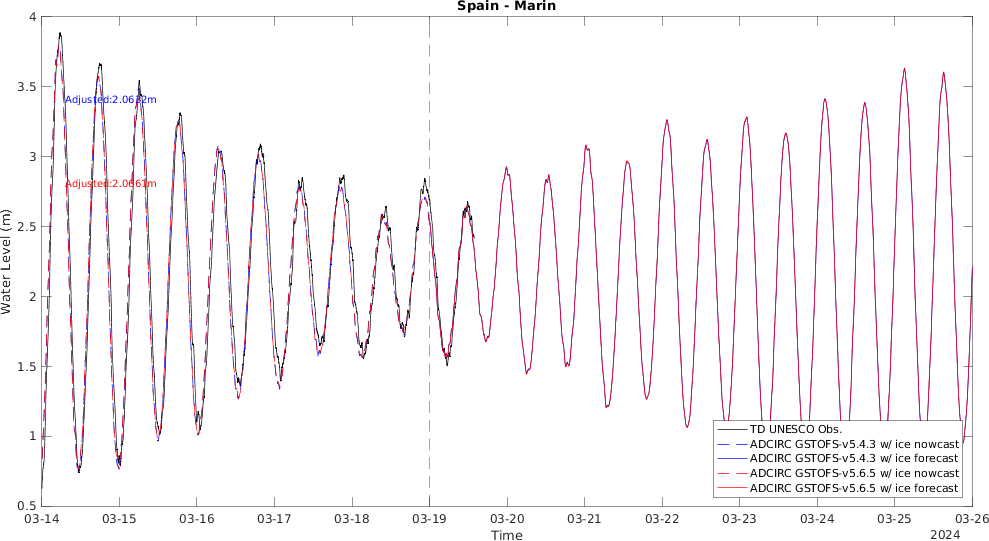 Spain - Marin
4
3.5
3
2.5
2
1.5
1
0.5
Water Level (m)
Adjusted:2.0632m
Adjusted:2.0661m
TD UNESCO Obs.
ADCIRC GSTOFS-v5.4.3 w/ ice nowcast
ADCIRC GSTOFS-v5.4.3 w/ ice forecast
ADCIRC GSTOFS-v5.6.5 w/ ice nowcast
ADCIRC GSTOFS-v5.6.5 w/ ice forecast
03-14 03-15 03-16 03-17 03-18 03-19 03-20 03-21 03-22 03-23 03-24 03-25 03-26
Time
2024